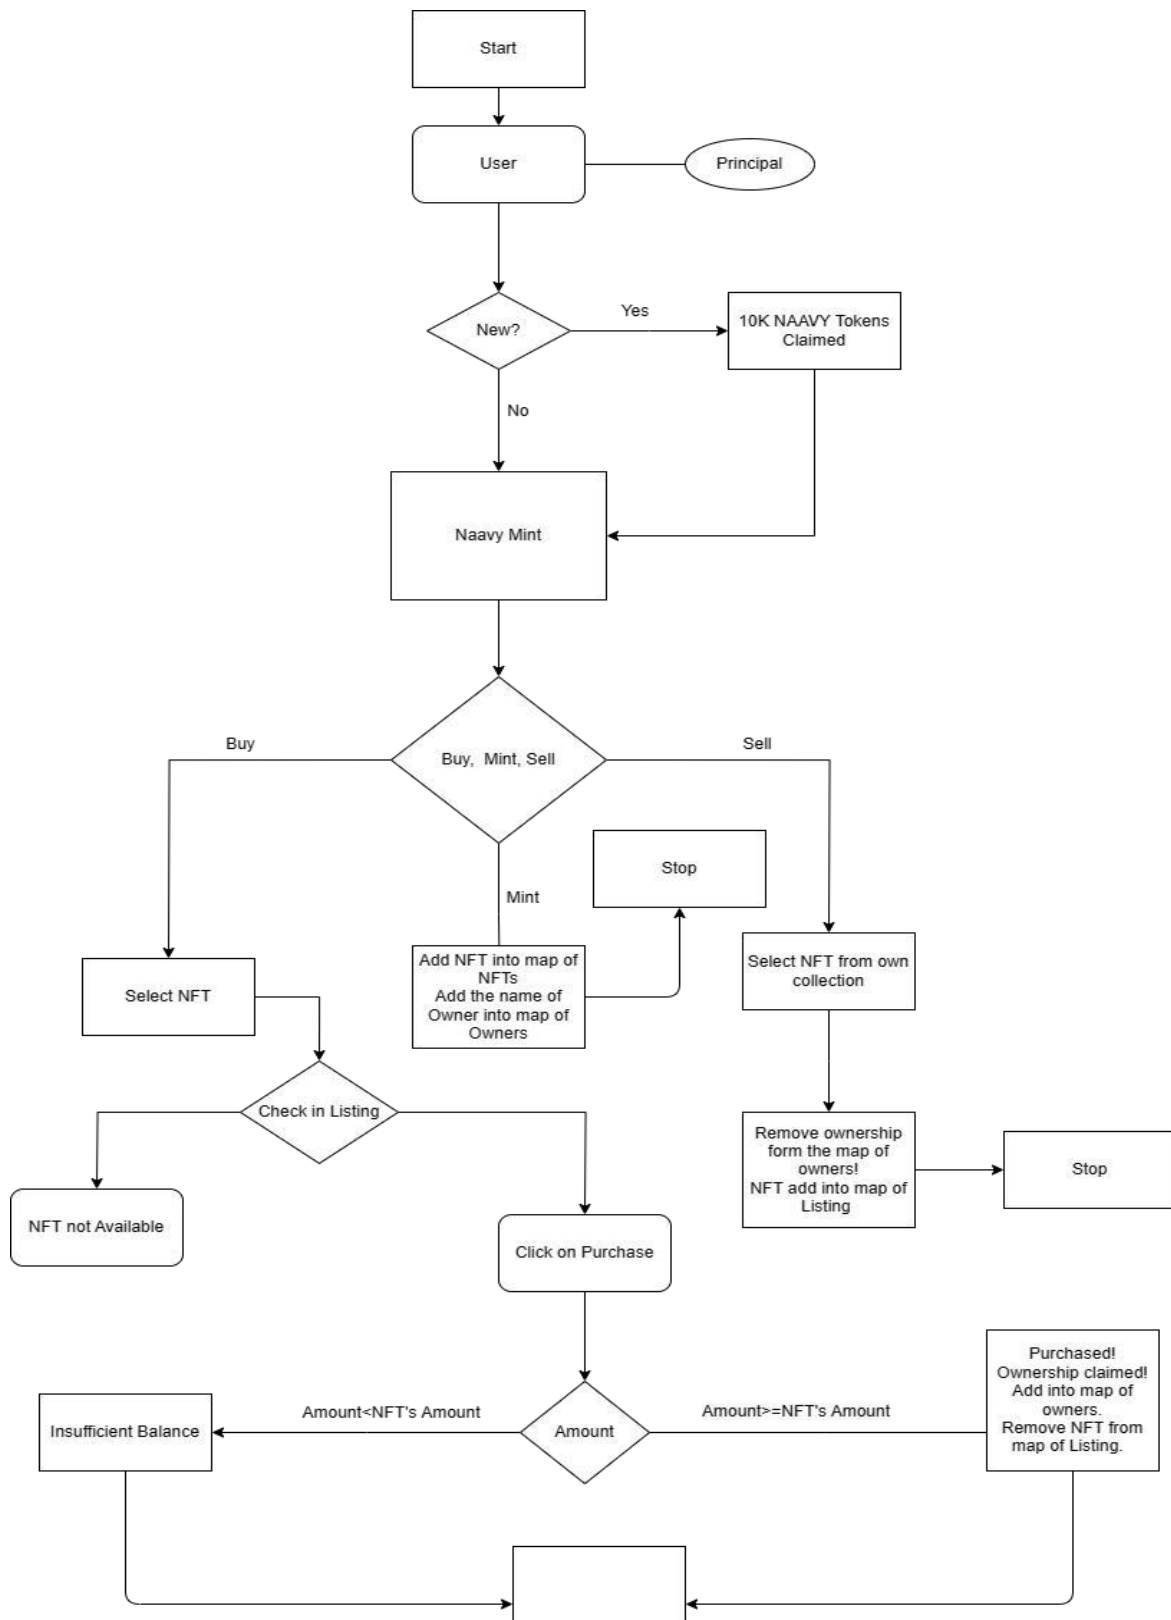 Start
User
Principal
New?
Yes
10K NAAVY Tokens
Claimed
No
Naavy Mint
Buy
Buy,  Mint, Sell
Sell
Stop
Mint
Add NFT into map of
NFTs
Add the name of
Owner into map of
Owners
Select NFT from own
collection
Select NFT
Check in Listing
Remove ownership
form the map of
owners!
NFT add into map of
Listing
Stop
NFT not Available
Click on Purchase
Amount<NFT's Amount
Amount>=NFT's Amount
Purchased!
Ownership claimed!
Add into map of
owners.
Remove NFT from
map of Listing.
Insufficient Balance
Amount